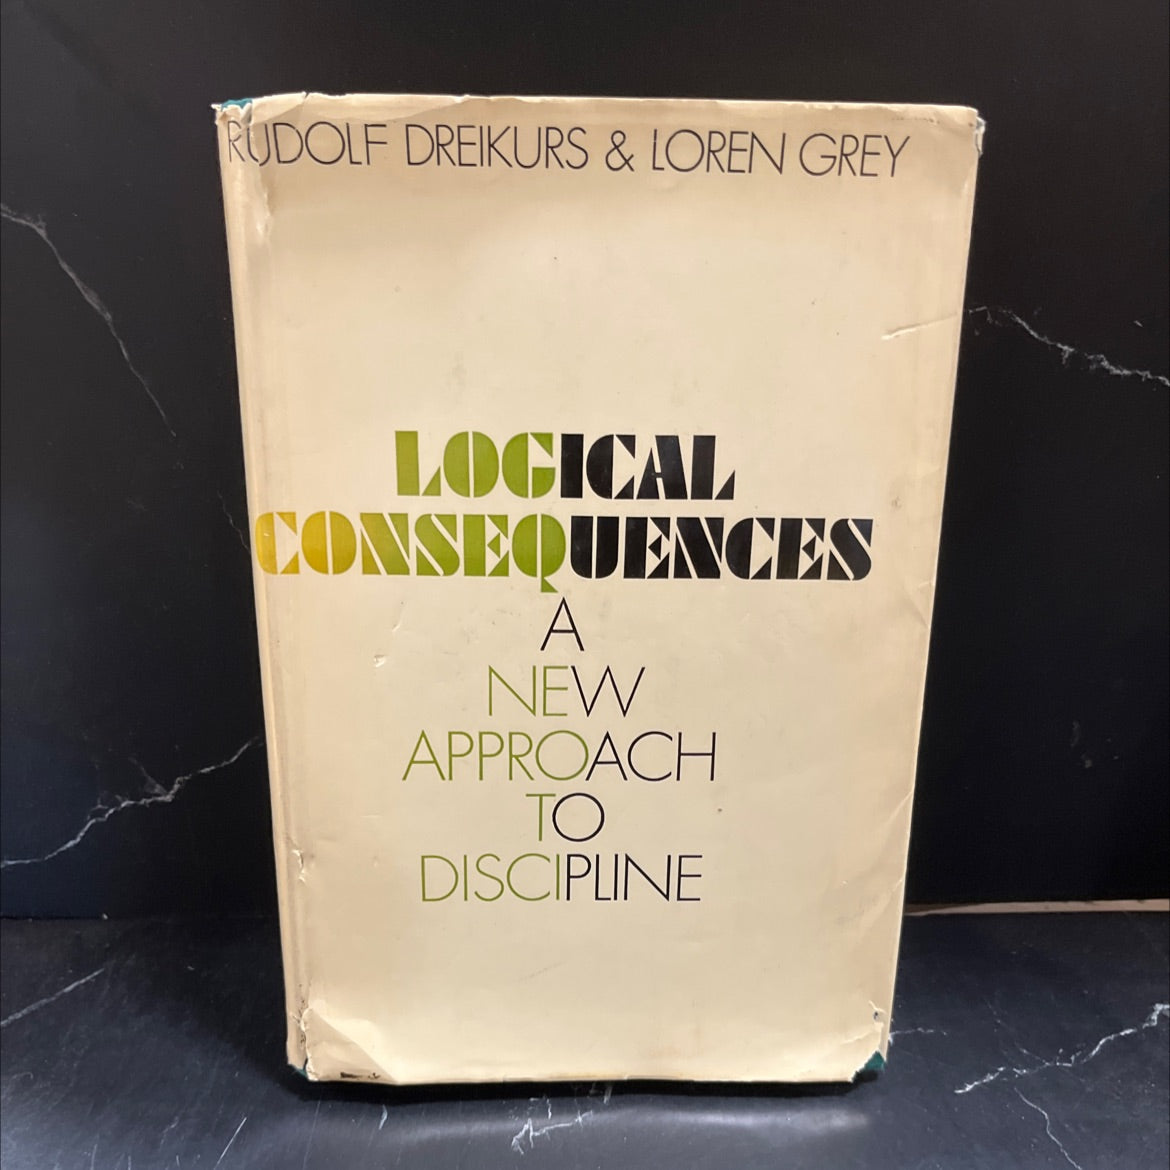 RUDOLF DREIKURS & LOREN GREY
LOGICAL
CONSEQUENCES
A
NEW
APPROACH
TO
DISCIPLINE